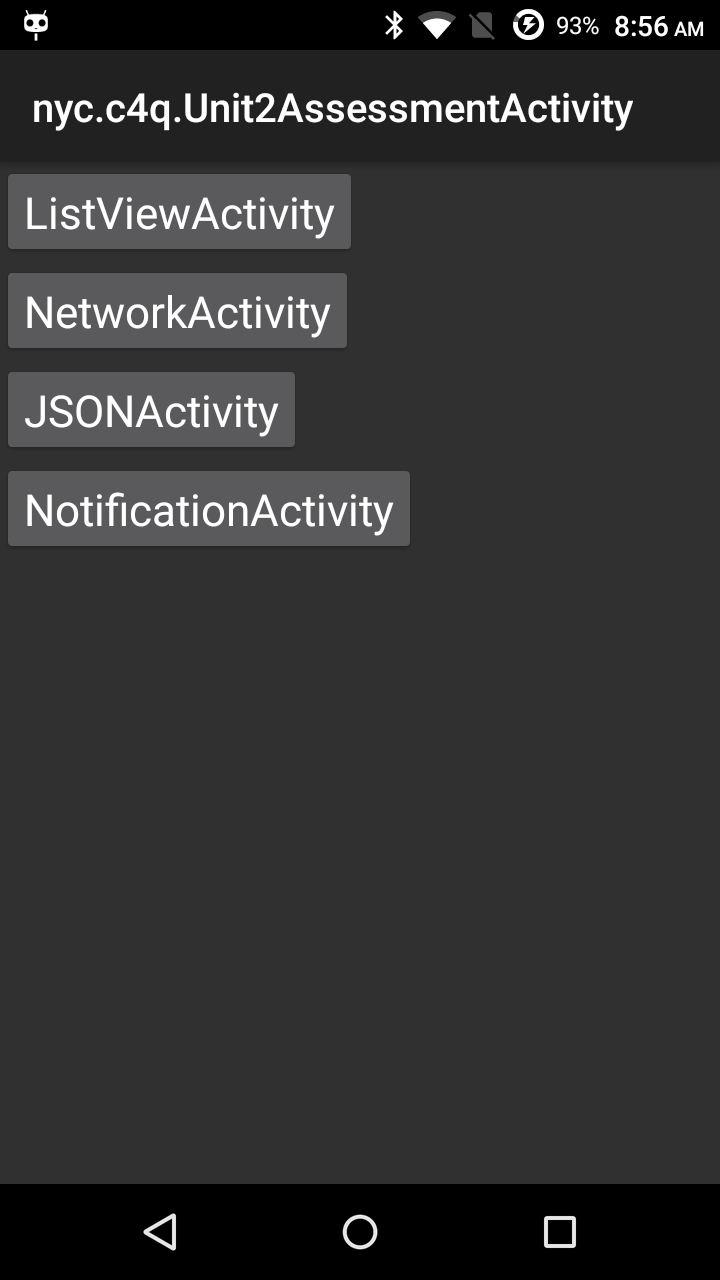 93% 8:56 AM
nyc.c4q.Unit2AssessmentActivity
ListViewActivity
NetworkActivity
JSONActivity
NotificationActivity